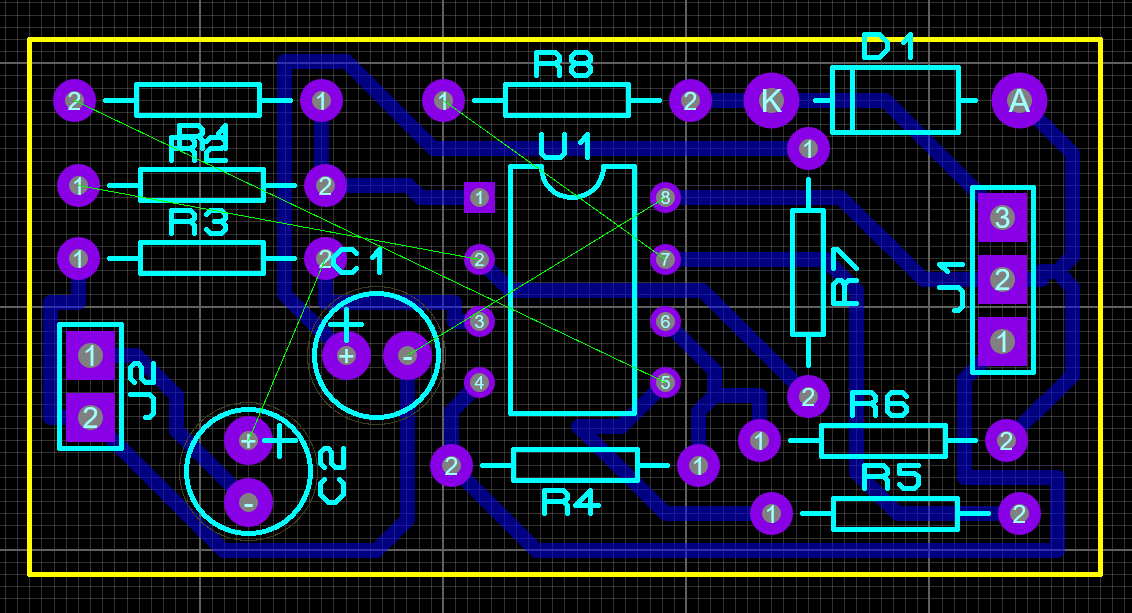 D1
R8
2 1 1 2 K A
R1
R2
U1
1
1 2 1 8 3
R3
1 2 C1 2 7 R7 2 J1
+ 3 6 1
1 J2 + - 4 5
2 2 R6
+ C2 1 2
2 1 R5
- R4 1 2